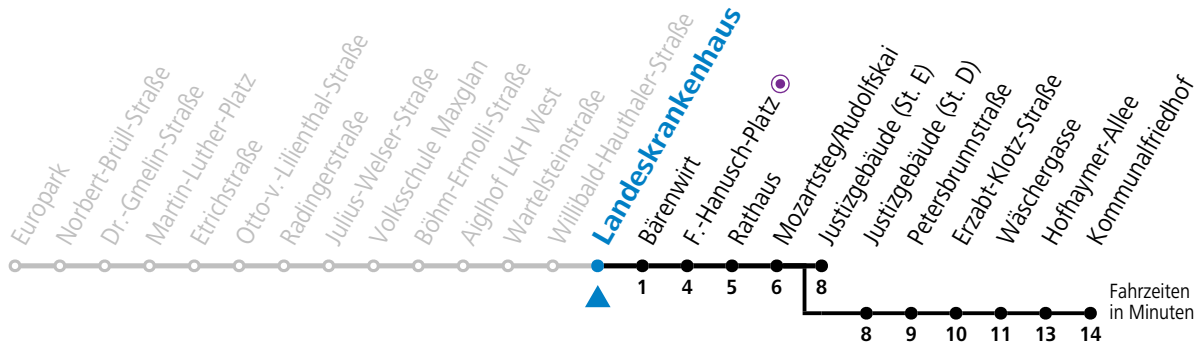 Europark
Norbert-Brüll-Straße
Dr.-Gmelin-Straße
Martin-Luther-Platz
Etrichstraße
Otto-v.-Lilienthal-Straße
Radingerstraße
Julius-Welser-Straße
Volksschule Maxglan
Böhm-Ermolli-Straße
Aiglhof LKH West
Wartelsteinstraße
Willibald-Hauthaler-Straße
Landeskrankenhaus
Bärenwirt
F.-Hanusch-Platz
Rathaus
Mozartsteg/Rudolfskai
Justizgebäude (St. E)
Justizgebäude (St. D)
Petersbrunnstraße
Erzabt-Klotz-Straße
Wäschergasse
Hofhaymer-Allee
Kommunalfriedhof
1 4 5 6 8
8 9 10 11 13 14
Fahrzeiten
in Minuten